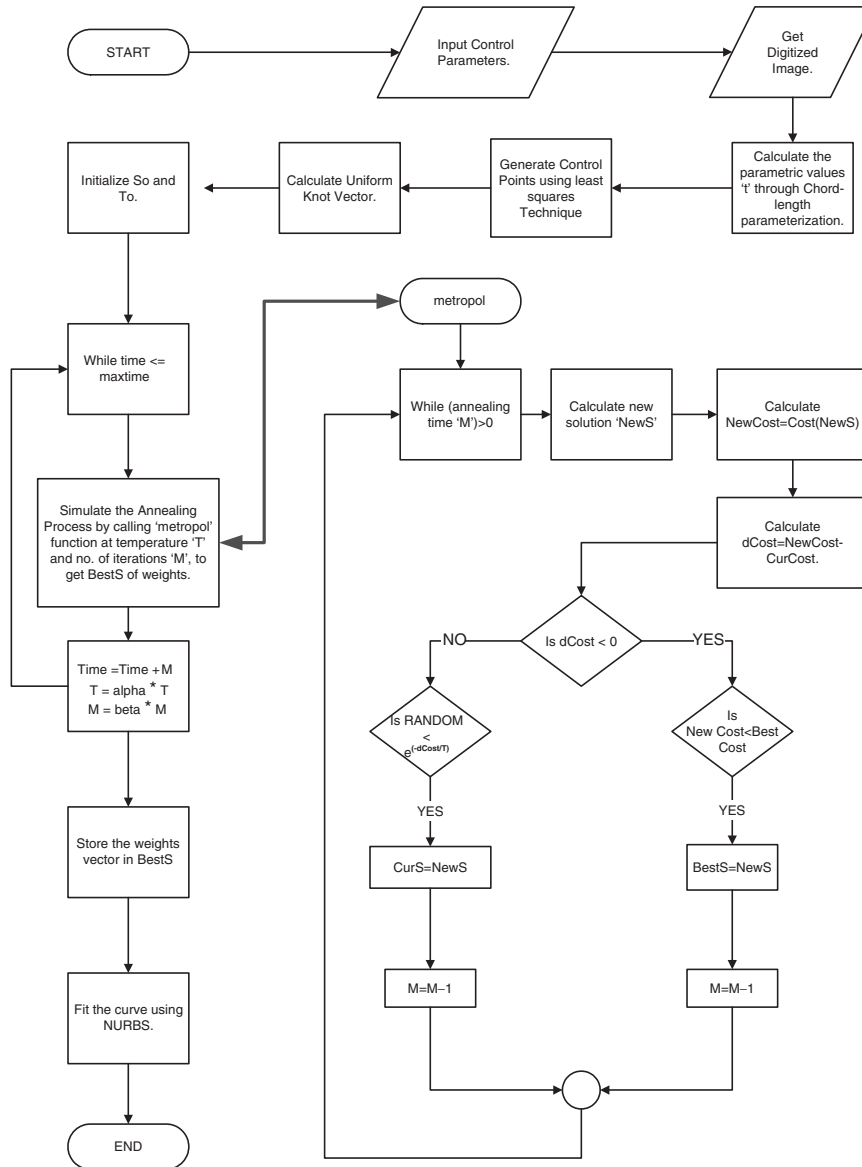 START
Input Control
Parameters.
Get
Digitized
Image.
Calculate the
parametric values
‘t’ through Chord-
length
parameterization.
Generate Control
Points using least
squares
Technique
Calculate Uniform
Knot Vector.
Initialize So and
To.
While time <=
maxtime
Simulate the Annealing
Process by calling ‘metropol’
function at temperature ‘T’
and no. of iterations ‘M’, to
get BestS of weights.
Time =Time +M
T = alpha * T
M = beta * M
Store the weights
vector in BestS
Fit the curve using
NURBS.
END
metropol
While (annealing
time ‘M’)>0
Calculate new
solution ‘NewS’
Calculate
NewCost=Cost(NewS)
Calculate
dCost=NewCost-
CurCost.
Is dCost < 0
NO
YES
Is RANDOM
<
e(-dCost/T)
Is
New Cost<Best
Cost
YES
YES
CurS=NewS
BestS=NewS
M=M–1
M=M–1